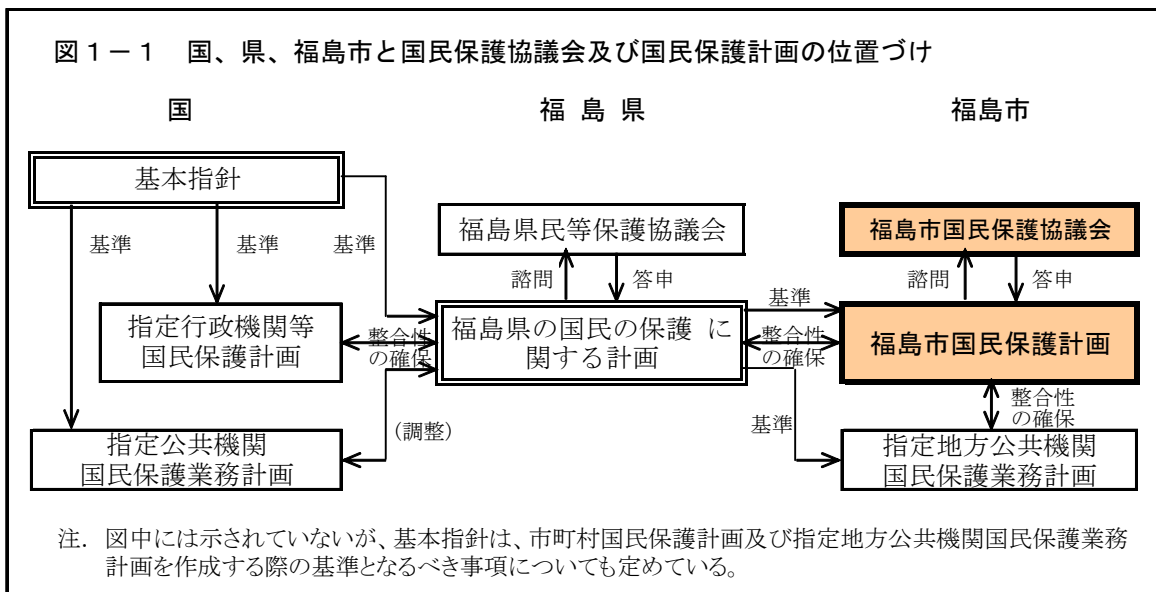 図1-1 国、県、福島市と国民保護協議会及び国民保護計画の位置づけ
国
福島県
福島市
基本指針
福島県民等保護協議会
福島市国民保護協議会
基準
基準
基準
諮問
答申
諮問
答申
基準
指定行政機関等
国民保護計画
整合性
の確保
福島県の国民の保護 に
関する計画
整合性
の確保
福島市国民保護計画
整合性
の確保
(調整)
基準
指定公共機関
国民保護業務計画
指定地方公共機関
国民保護業務計画
注. 図中には示されていないが、基本指針は、市町村国民保護計画及び指定地方公共機関国民保護業務
計画を作成する際の基準となるべき事項についても定めている。